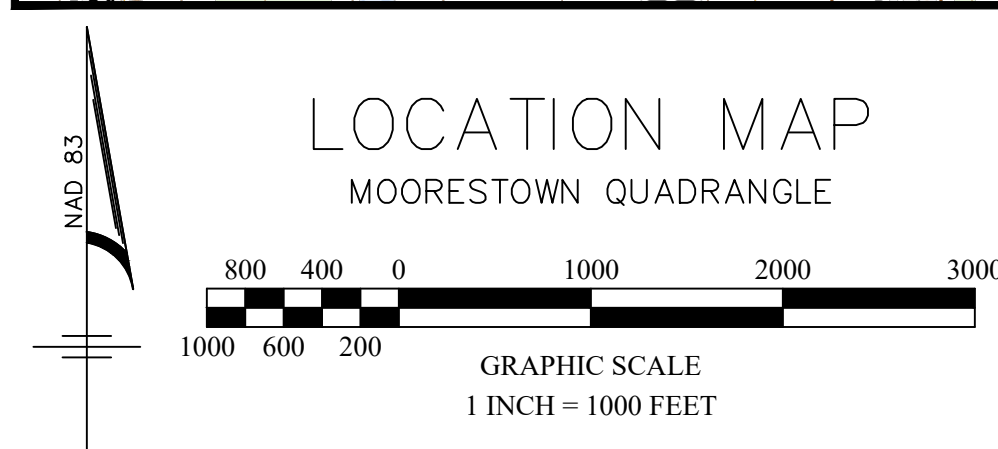 NAD 83
LOCATION MAP
MOORESTOWN QUADRANGLE
800 400 0 1000 2000 3000
1000 600 200
GRAPHIC SCALE
1 INCH = 1000 FEET